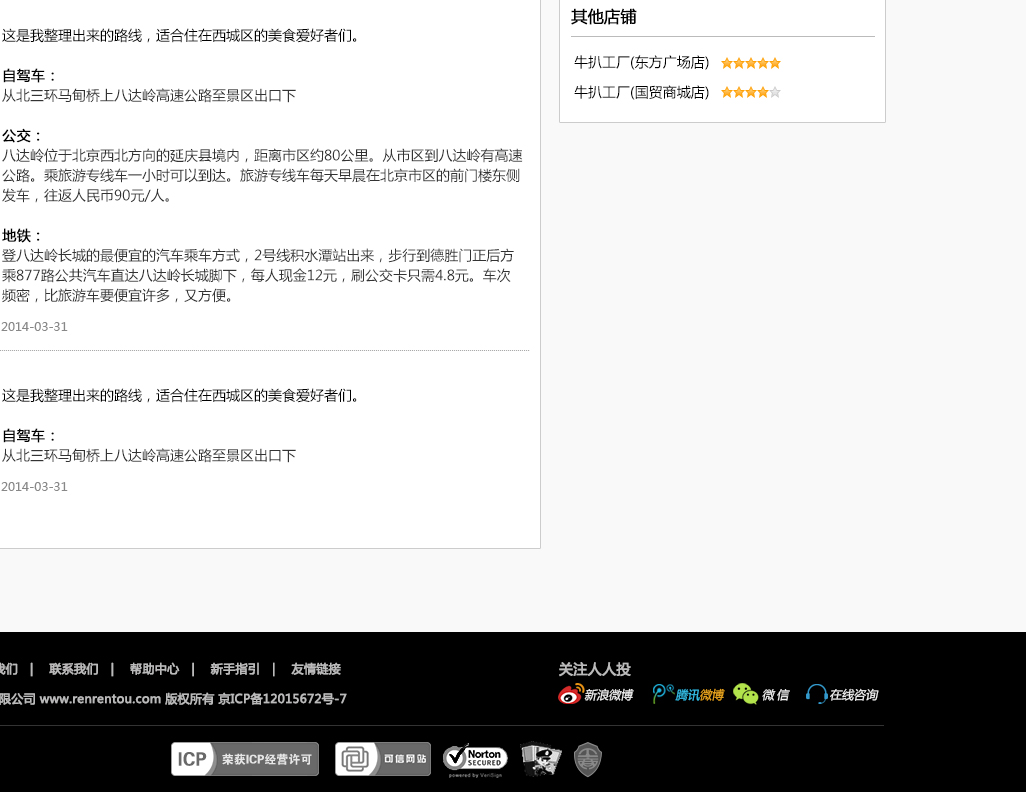 这是我整理出来的路线，适合住在西城区的美食爱好者们。
自驾车：
从北三环马甸桥上八达岭高速公路至景区出口下
公交：
八达岭位于北京西北方向的延庆县境内，距离市区约80公里。从市区到八达岭有高速
公路。乘旅游专线车一小时可以到达。旅游专线车每天早晨在北京市区的前门楼东侧
发车，往返人民币90元/人。
地铁：
登八达岭长城的最便宜的汽车乘车方式，2号线积水潭站出来，步行到德胜门正后方
乘877路公共汽车直达八达岭长城脚下，每人现金12元，刷公交卡只需4.8元。车次
频密，比旅游车要便宜许多，又方便。
2014-03-31
这是我整理出来的路线，适合住在西城区的美食爱好者们。
自驾车：
从北三环马甸桥上八达岭高速公路至景区出口下
2014-03-31
其他店铺
牛扒工厂(东方广场店)
牛扒工厂(国贸商城店)
我们 | 联系我们 | 帮助中心 | 新手指引 | 友情链接
限公司 www.renrentou.com 版权所有 京ICP备12015672号-7
关注人人投
新浪微博 腾讯微博 微信 在线咨询
ICP 荣获ICP经营许可 可信网站 Norton
SECURED
powered by VeriSign